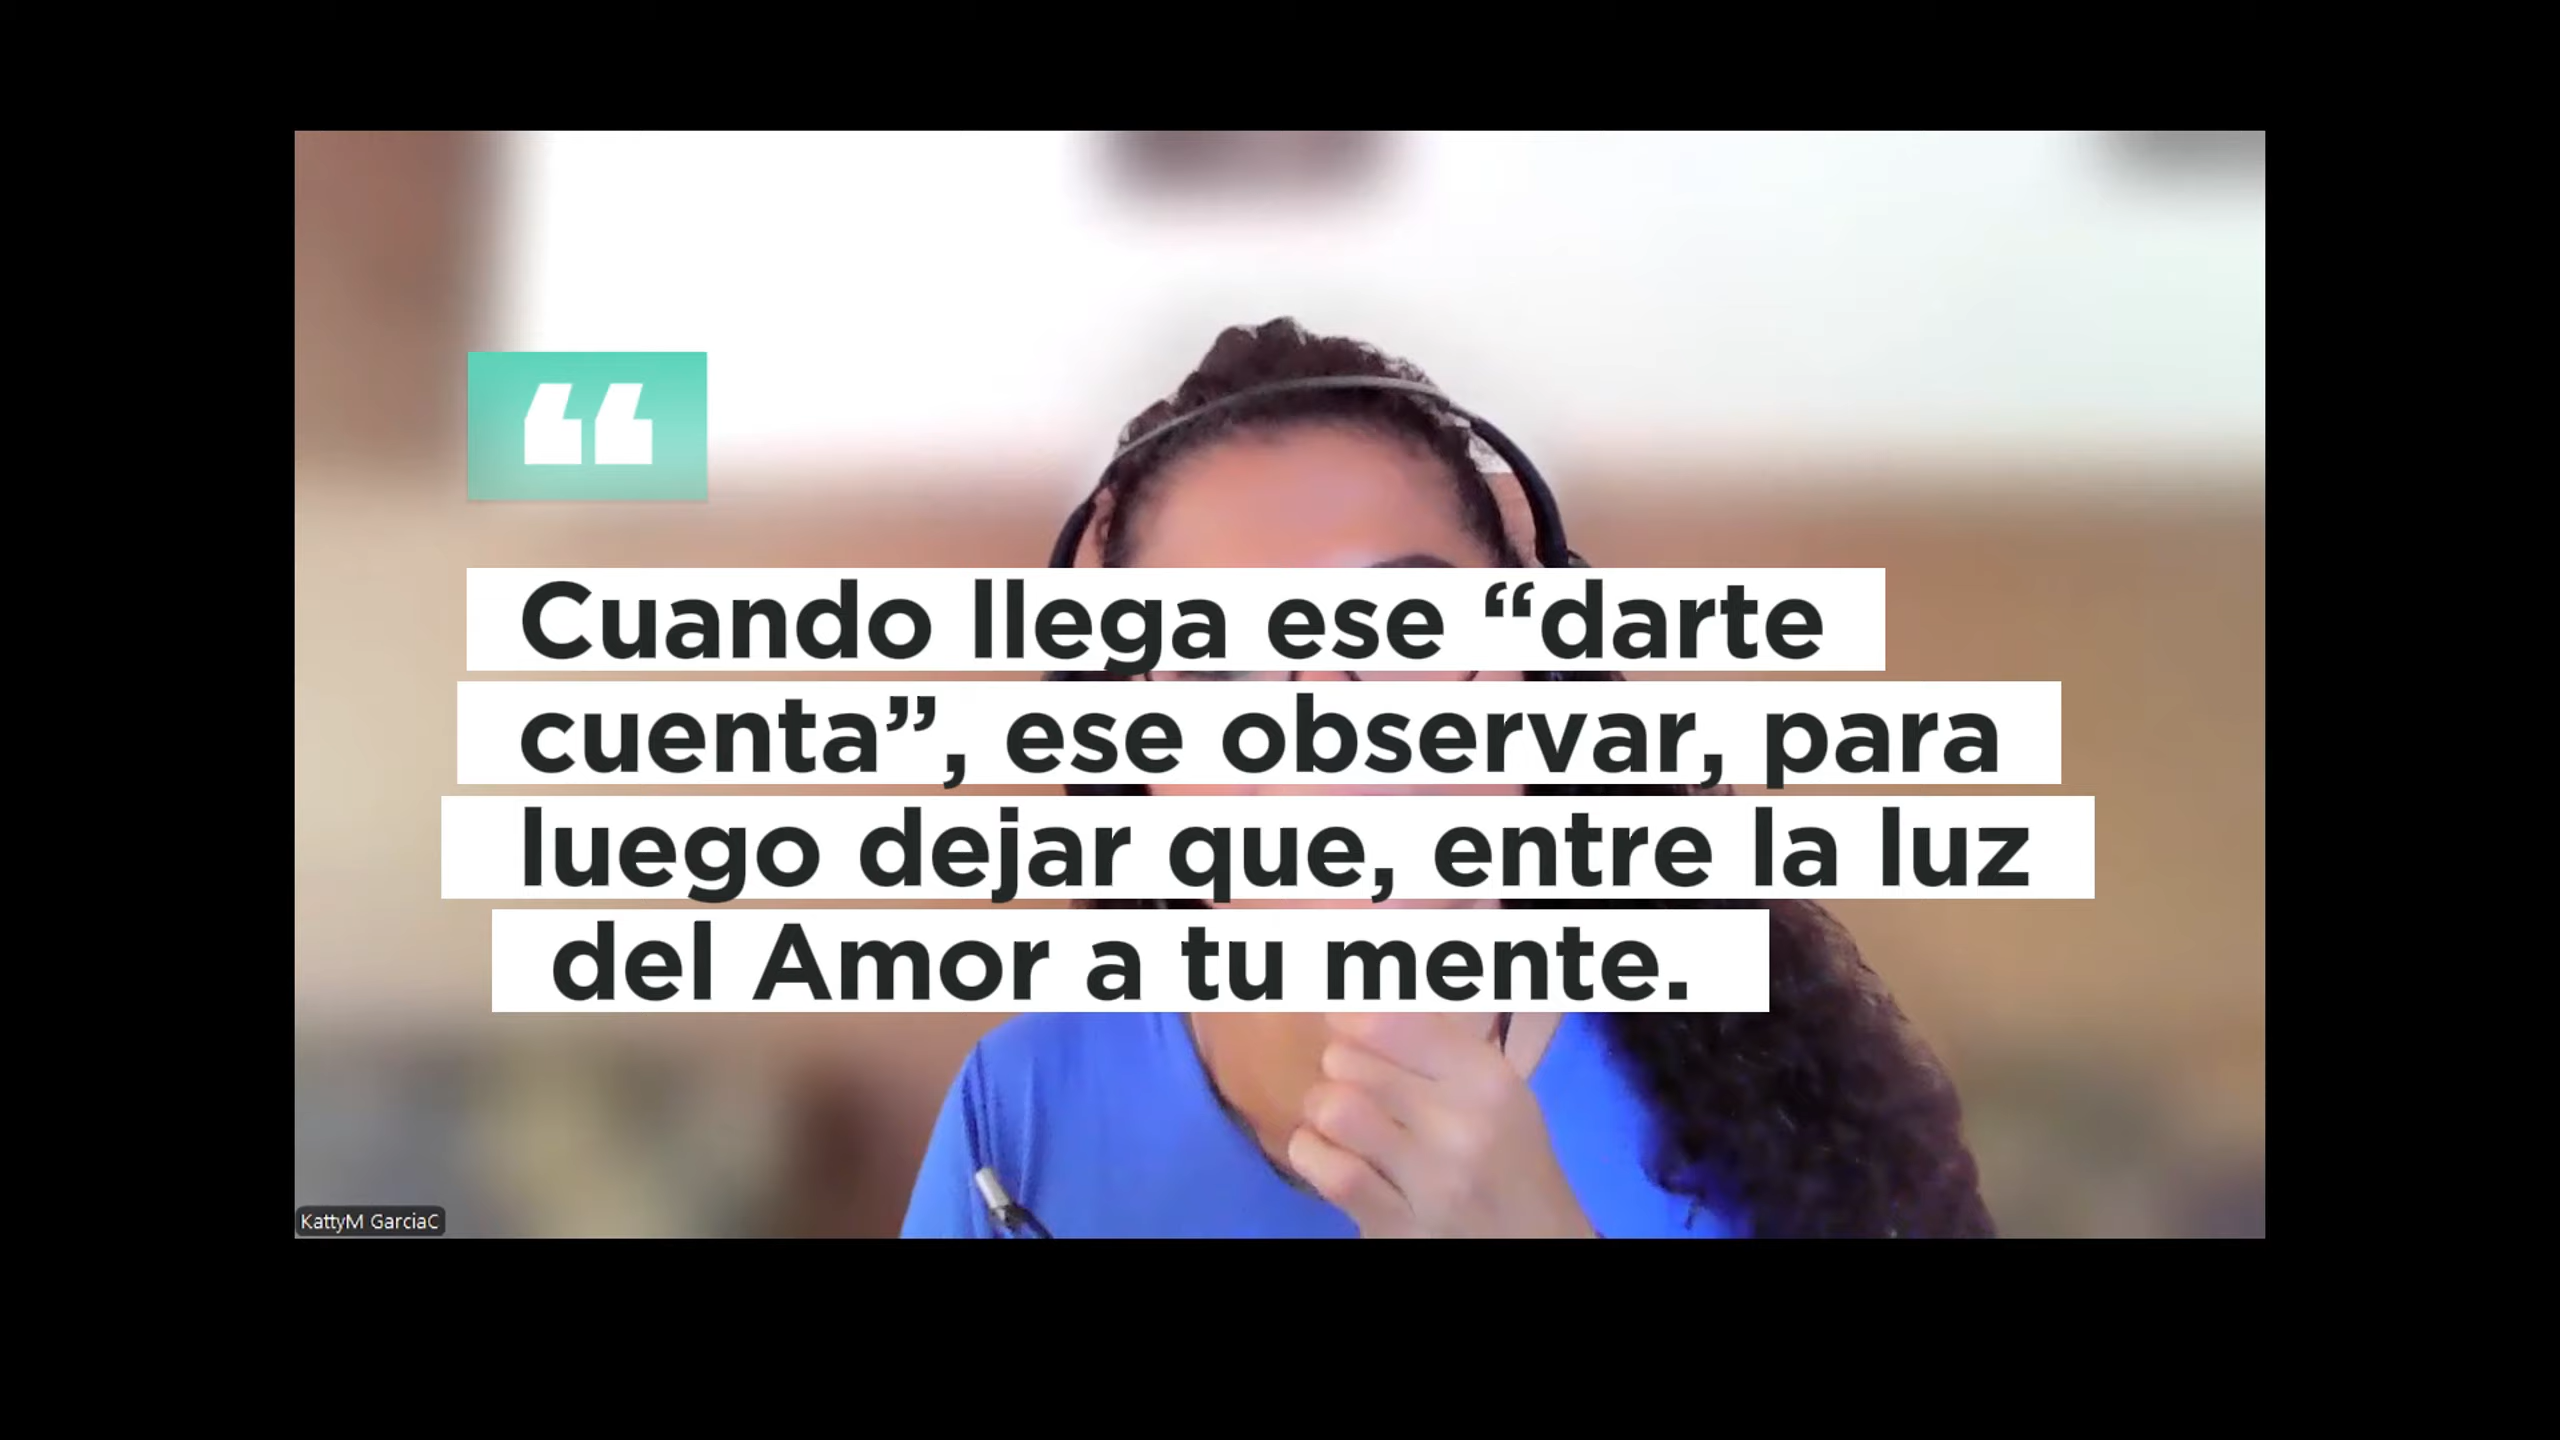 “
Cuando llega ese “darte
cuenta”, ese observar, para
luego dejar que, entre la luz
del Amor a tu mente.
KattyM GarciaC